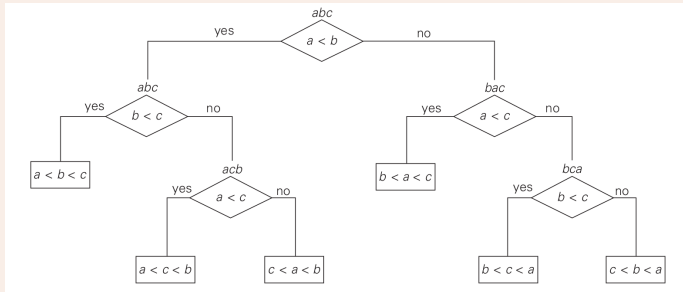 abc
yes
a < b
no
abc
bac
yes
b < c
no
yes
a < c
no
a < b < c
acb
b < a < c
bca
yes
a < c
no
yes
b < c
no
a < c < b
c < a < b
b < c < a
c < b < a